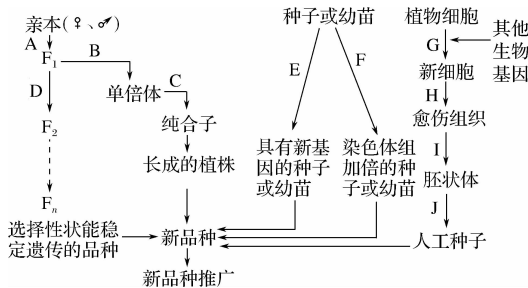 亲本(♀、♂)
A
F₁
B
D
单倍体
C
F₂
纯合子
长成的植株
Fₙ
选择性状能稳
定遗传的品种
新品种
新品种推广
种子或幼苗
E
F
具有新基
因的种子
或幼苗
染色体组
加倍的种
子或幼苗
植物细胞
G
其他
生物
基因
新细胞
H
愈伤组织
I
胚状体
J
人工种子